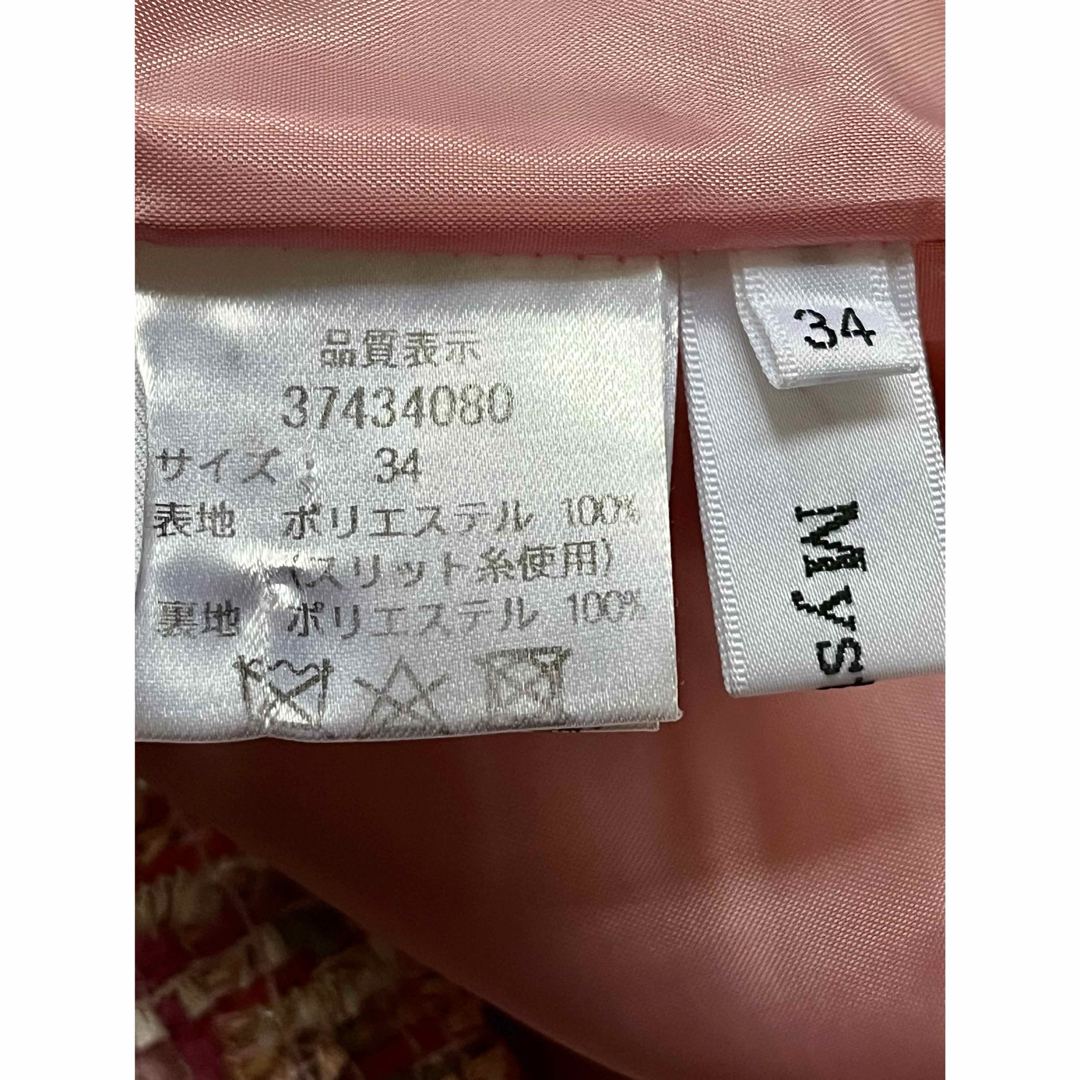 品質表示
37434080
サイズ : 34
表地 ポリエステル 100%
(スリット糸使用)
裏地 ポリエステル 100%
34
Mys